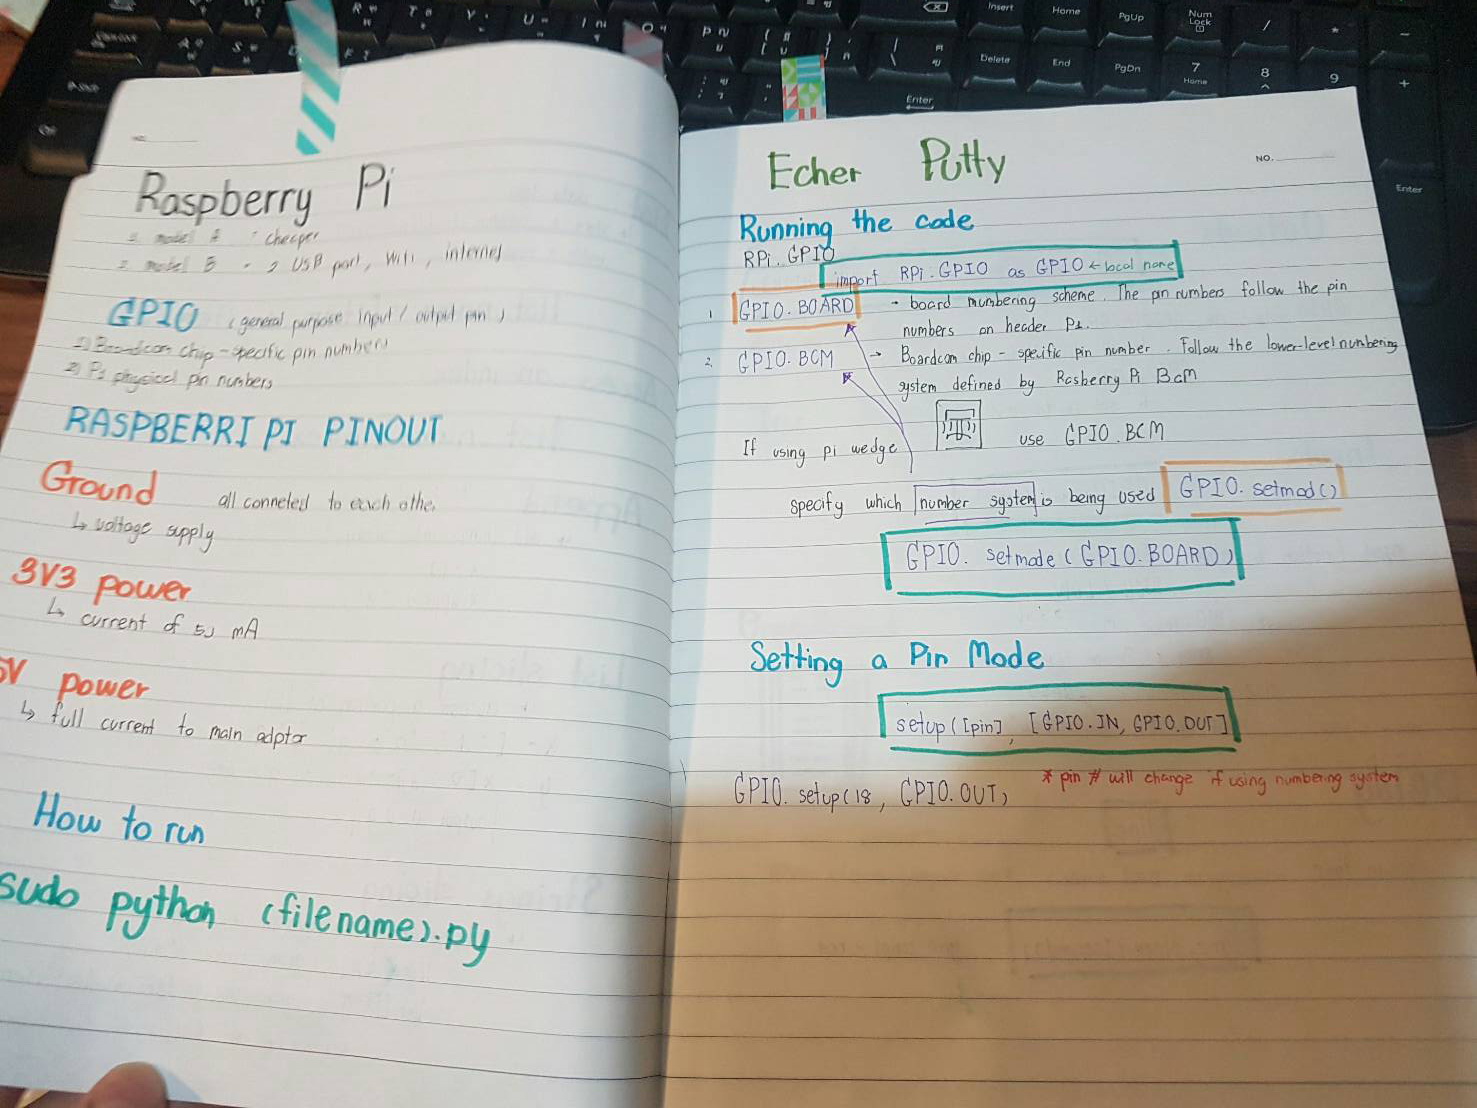 Raspberry Pi
1. model A : cheeper
2. model B - 2 USB port, Wifi, internet
GPIO (general purpose input / output pin)
1) Boardcom chip - specific pin numbers
2) P1 physical pin numbers
RASPBERRI PI PINOUT
Ground all conneted to each othe.
↳ voltage supply
3V3 power
↳ current of 50 mA
5V power
↳ full current to main adptor
How to run
sudo python (filename).py
NO.
Echer Putty
Running the code
RPi.GPIO
import RPi.GPIO as GPIO ← local name
1. GPIO.BOARD - board numbering scheme. The pin numbers follow the pin
numbers on header P1.
2. GPIO.BCM → Boardcom chip - specific pin number. Follow the lower-level numbering
system defined by Rasberry Pi BCM
If using pi wedge use GPIO.BCM
specify which number system is being used GPIO.setmod()
GPIO.setmode(GPIO.BOARD)
Setting a Pin Mode
setup([pin], [GPIO.IN, GPIO.OUT]
GPIO.setup(18, GPIO.OUT) * pin # will change if using numbering system
Insert Home PgUp Num Lock / * -
Delete End PgDn 7 Home 8 9 +
Enter
Enter